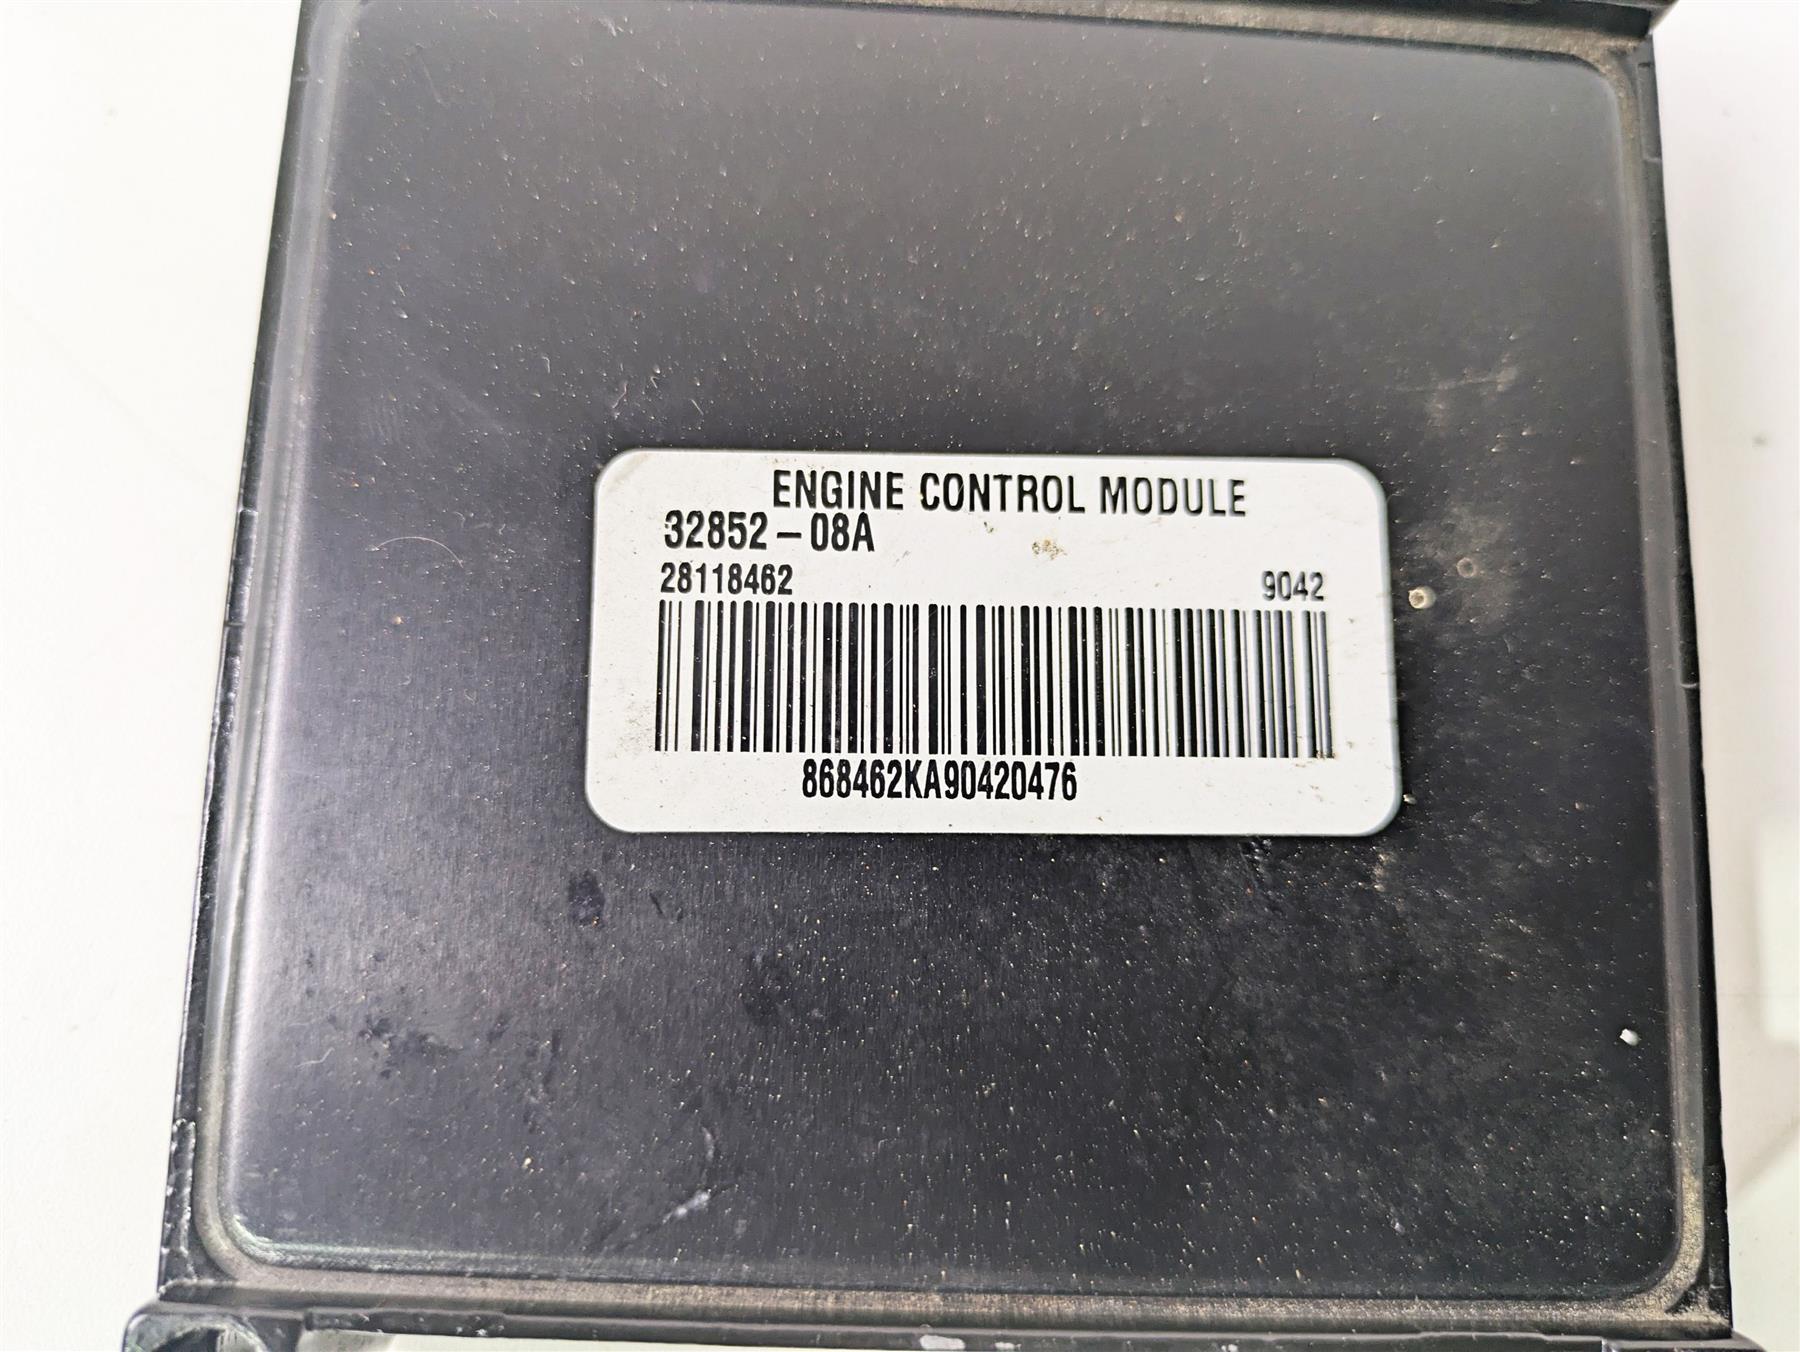 ENGINE CONTROL MODULE
32852-08A
28118462 9042
868462KA90420476